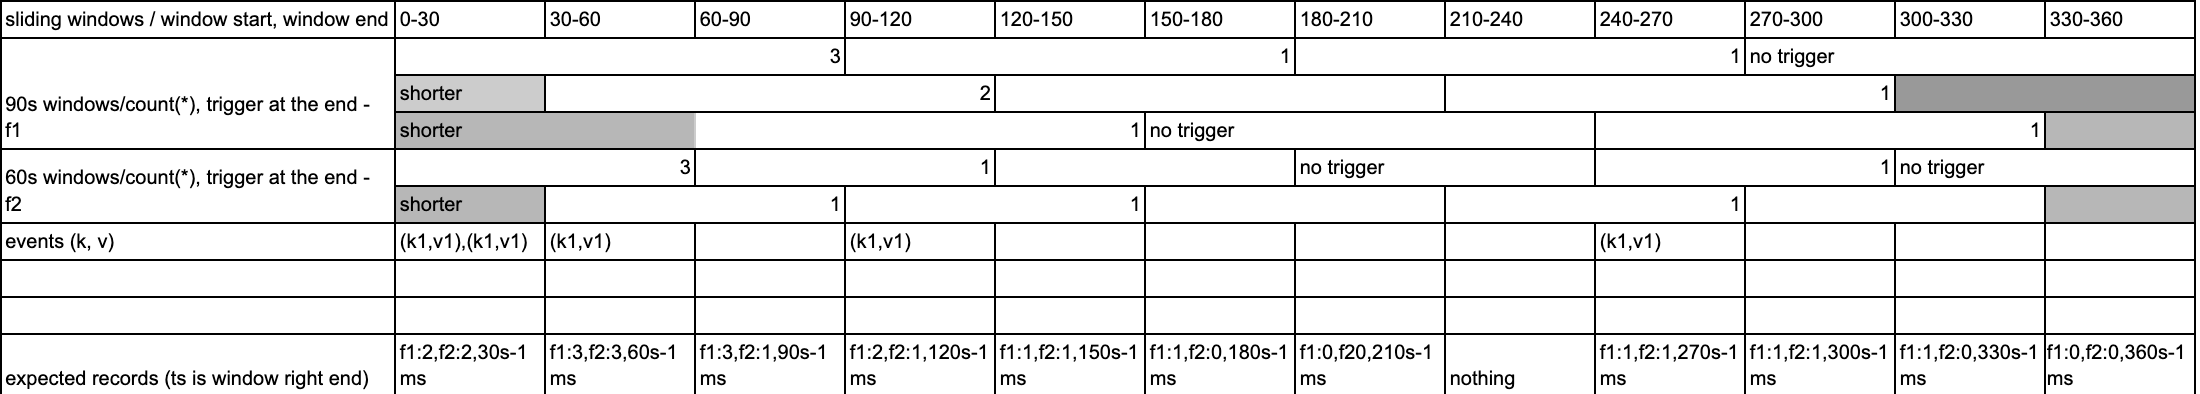 sliding windows / window start, window end 0-30 30-60 60-90 90-120 120-150 150-180 180-210 210-240 240-270 270-300 300-330 330-360
3 1 1 no trigger
90s windows/count(*), trigger at the end -
f1
shorter 2 1
shorter 1 no trigger 1
60s windows/count(*), trigger at the end -
f2
3 1 no trigger 1 no trigger
shorter 1 1 1
events (k, v) (k1,v1),(k1,v1) (k1,v1) (k1,v1) (k1,v1)
expected records (ts is window right end)
f1:2,f2:2,30s-1
ms
f1:3,f2:3,60s-1
ms
f1:3,f2:1,90s-1
ms
f1:2,f2:1,120s-1
ms
f1:1,f2:1,150s-1
ms
f1:1,f2:0,180s-1
ms
f1:0,f20,210s-1
ms
nothing
f1:1,f2:1,270s-1
ms
f1:1,f2:1,300s-1
ms
f1:1,f2:0,330s-1
ms
f1:0,f2:0,360s-1
ms